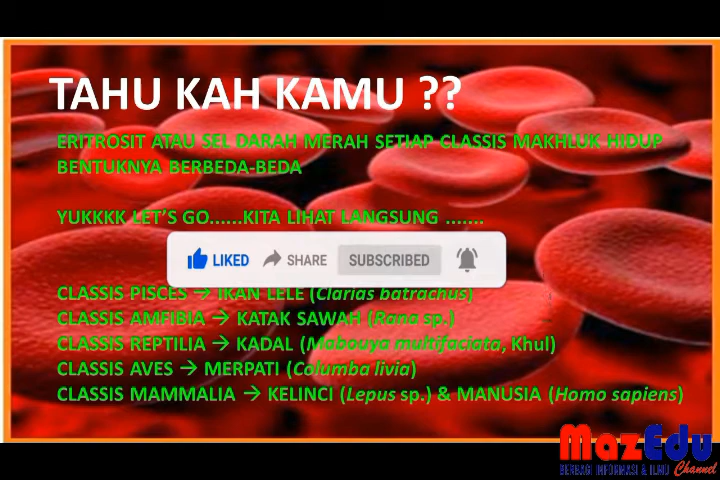 TAHU KAH KAMU ??
ERITROSIT ATAU SEL DARAH MERAH SETIAP CLASSIS MAKHLUK HIDUP
BENTUKNYA BERBEDA-BEDA
YUKKKK LET'S GO......KITA LIHAT LANGSUNG .......
LIKED SHARE SUBSCRIBED
CLASSIS PISCES → IKAN LELE (Clarias batrachus)
CLASSIS AMFIBIA → KATAK SAWAH (Rana sp.)
CLASSIS REPTILIA → KADAL (Mabouya multifaciata, Khul)
CLASSIS AVES → MERPATI (Columba livia)
CLASSIS MAMMALIA → KELINCI (Lepus sp.) & MANUSIA (Homo sapiens)
MazEdu
BERBAGI INFORMASI & ILMU Channel